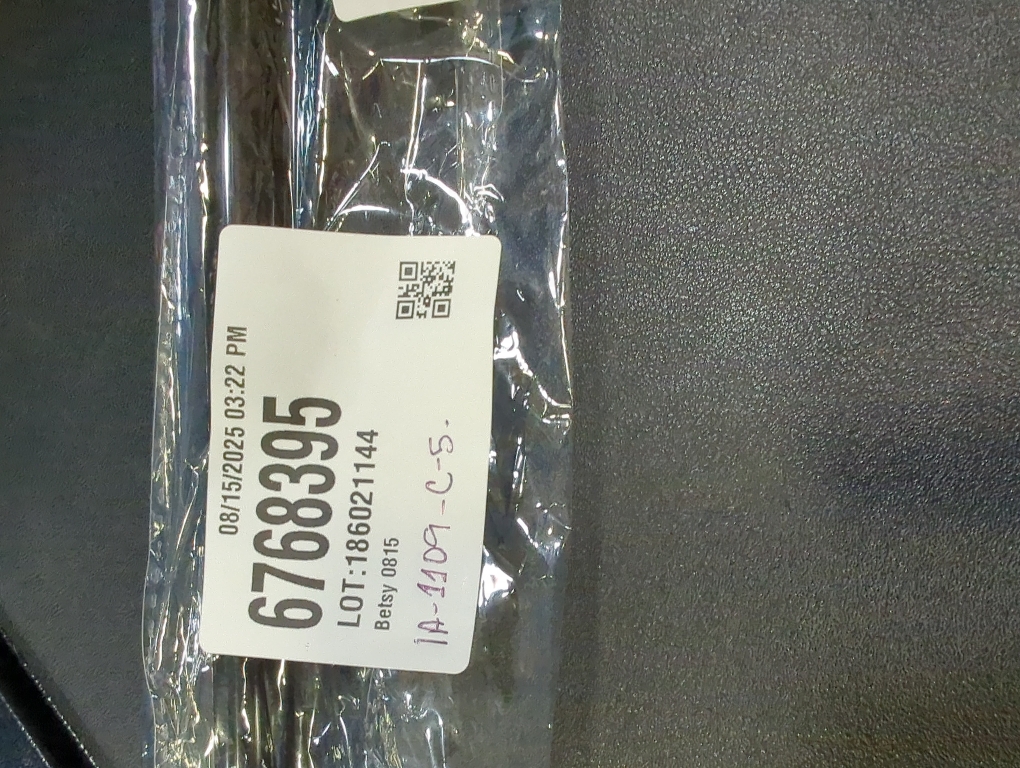 08/15/2025 03:22 PM
6768395
LOT:186021144
Betsy 0815
1A-1109-C-5.